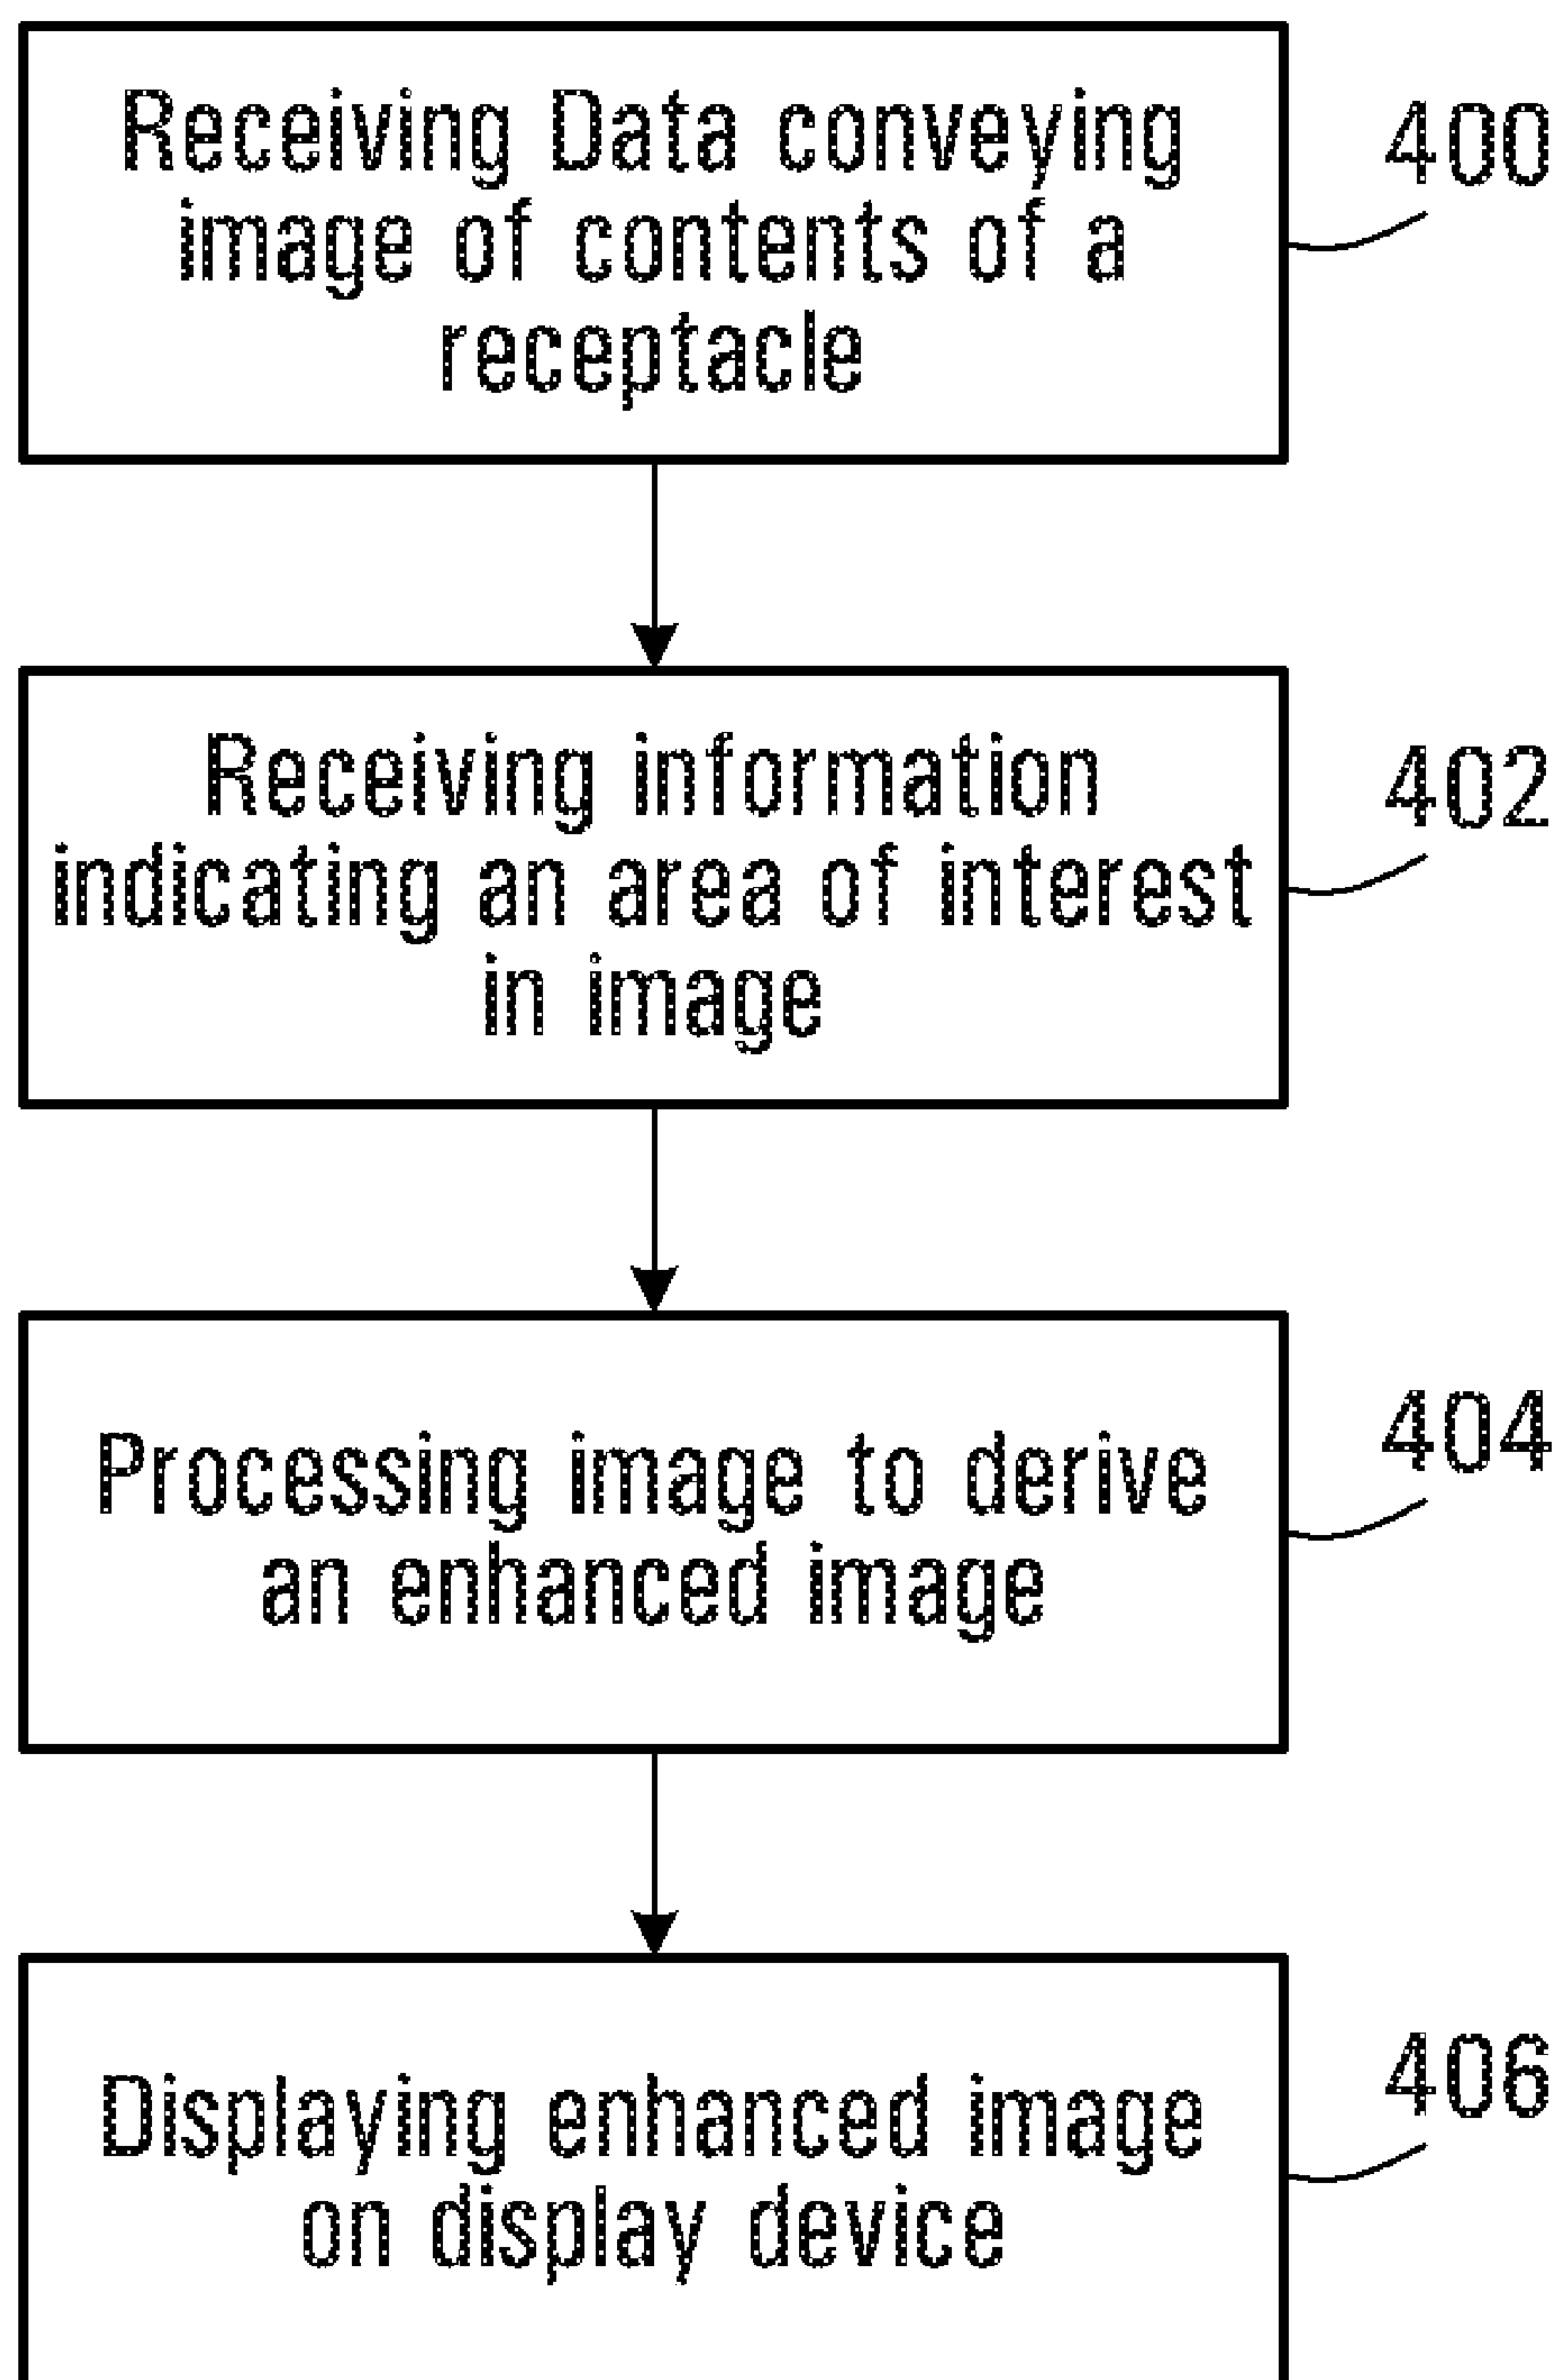 Receiving Data conveying
image of contents of a
receptacle
400
Receiving information
indicating an area of interest
in image
402
Processing image to derive
an enhanced image
404
Displaying enhanced image
on display device
406